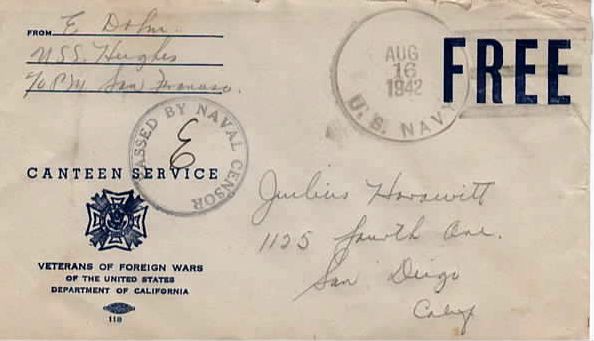 FROM E Dohm
USS Hughes
c/o P.M. San Francisco.
AUG
16
1942
U.S. NAVY
FREE
PASSED BY NAVAL CENSOR
E
CANTEEN SERVICE
Julius Horowitt
1125 Fourth Ave.
San Diego
Calif
VETERANS OF FOREIGN WARS
OF THE UNITED STATES
DEPARTMENT OF CALIFORNIA
118